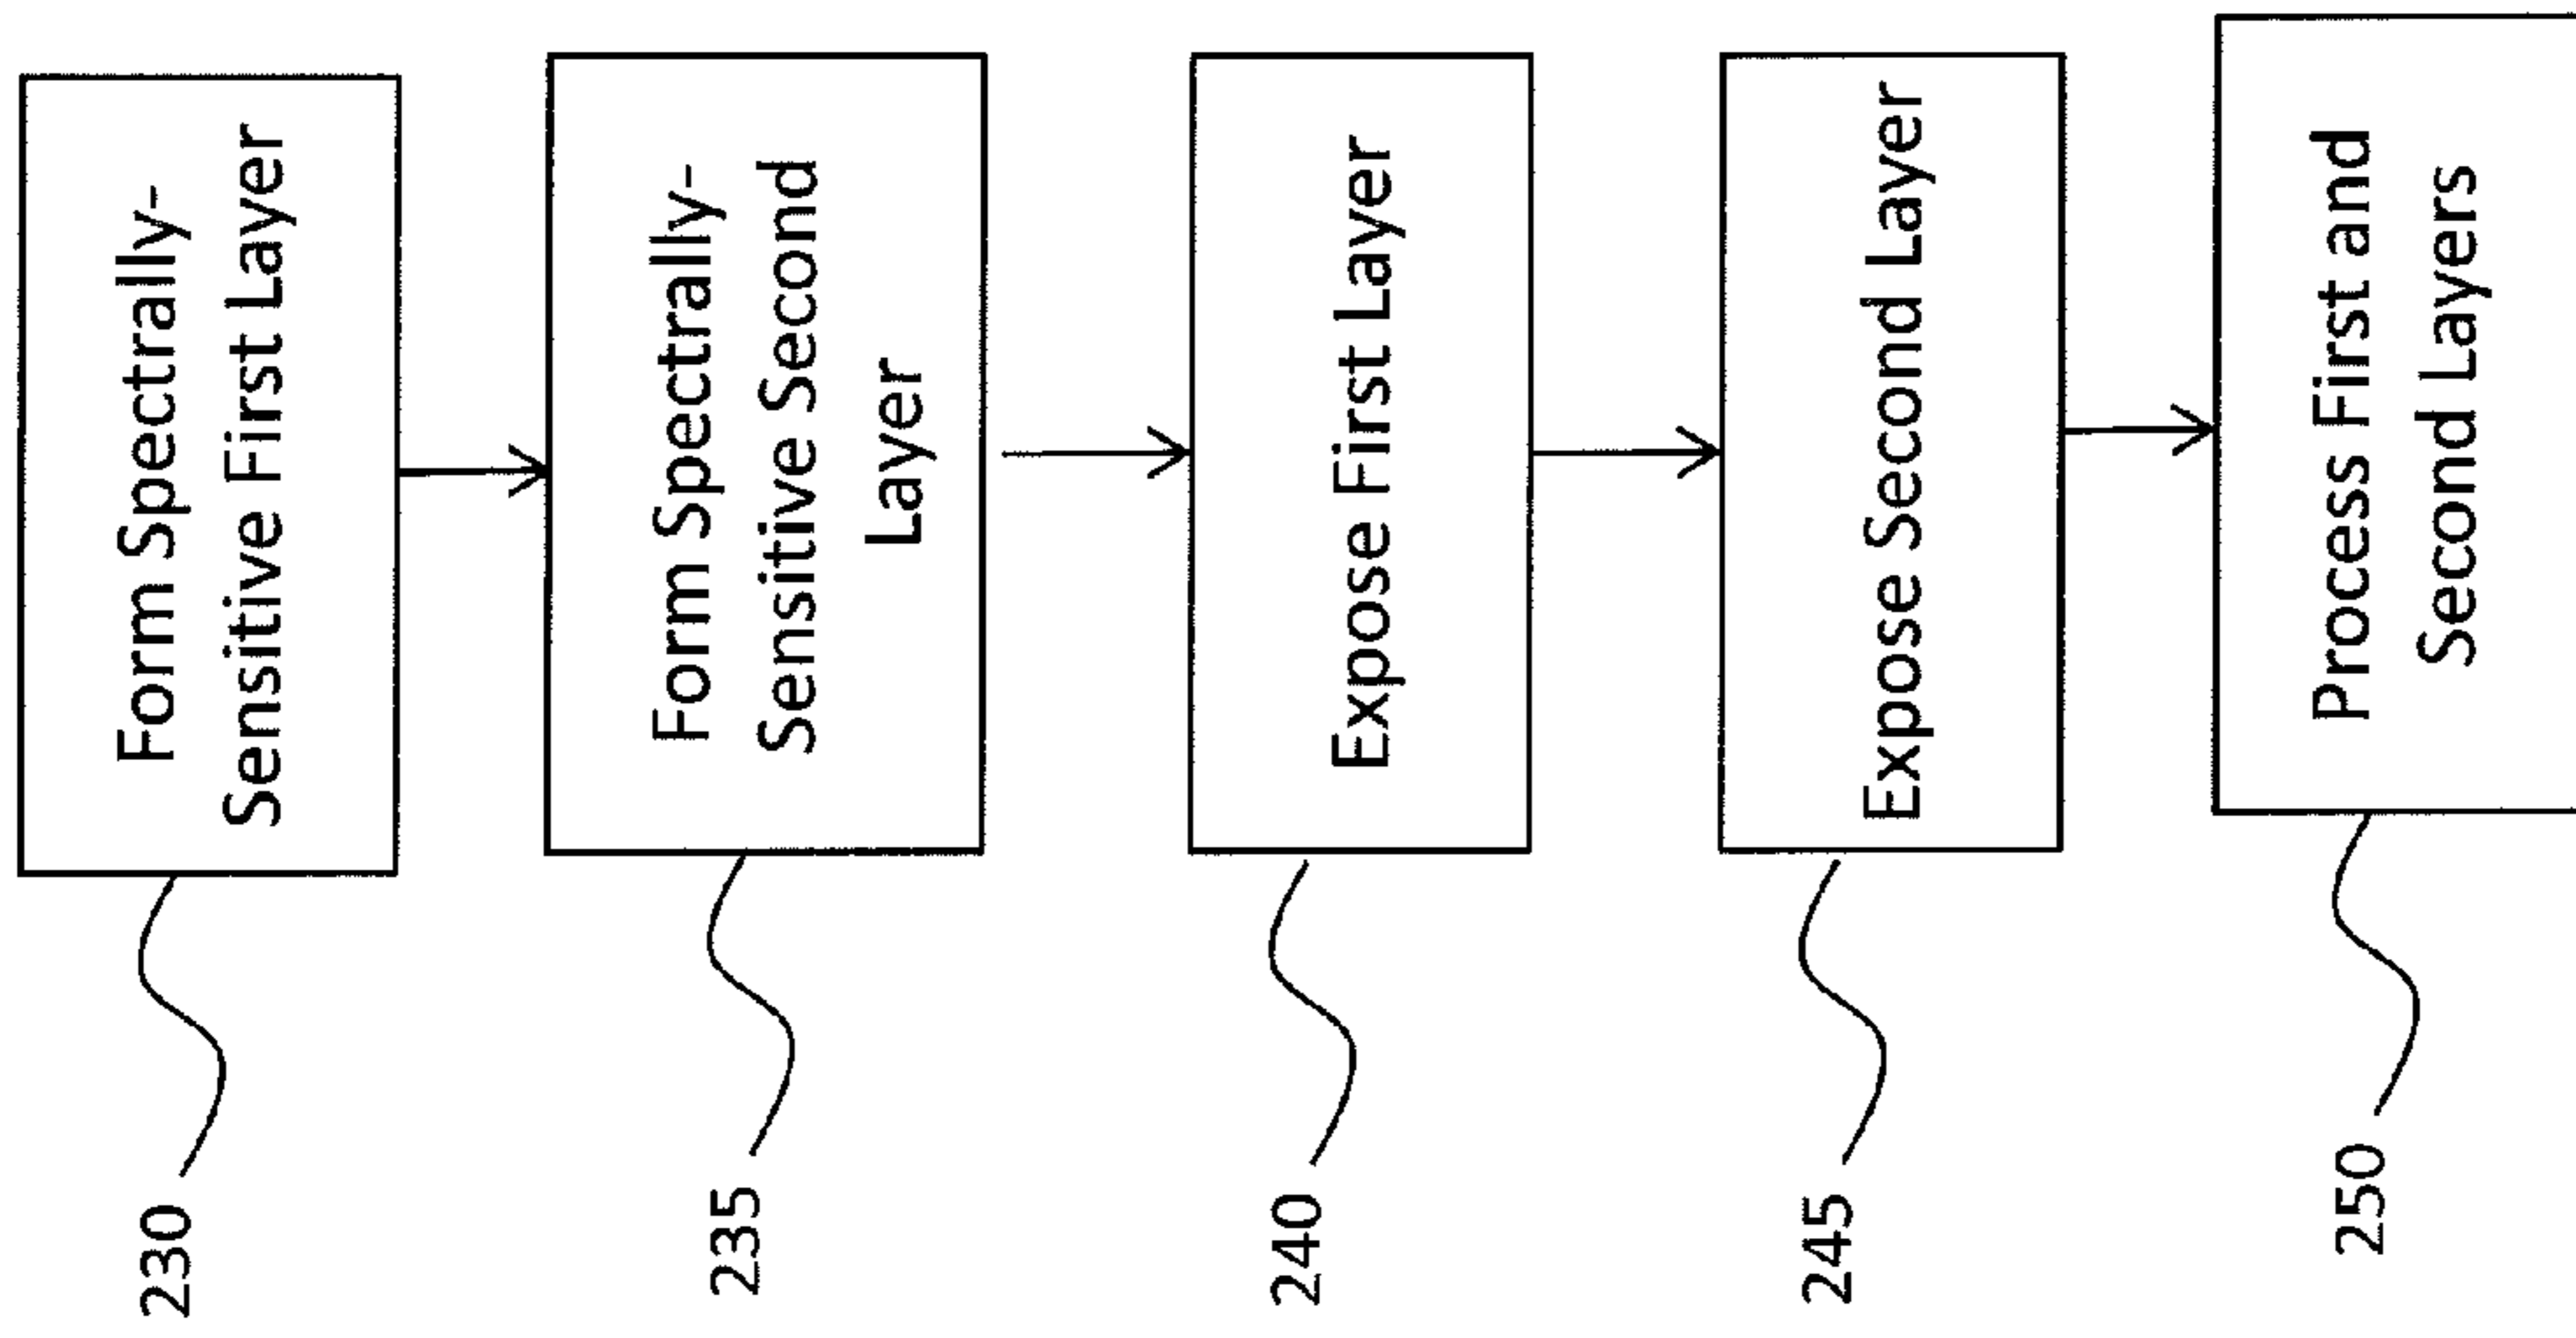 230
Form Spectrally-
Sensitive First Layer
235
Form Spectrally-
Sensitive Second
Layer
240
Expose First Layer
245
Expose Second Layer
250
Process First and
Second Layers